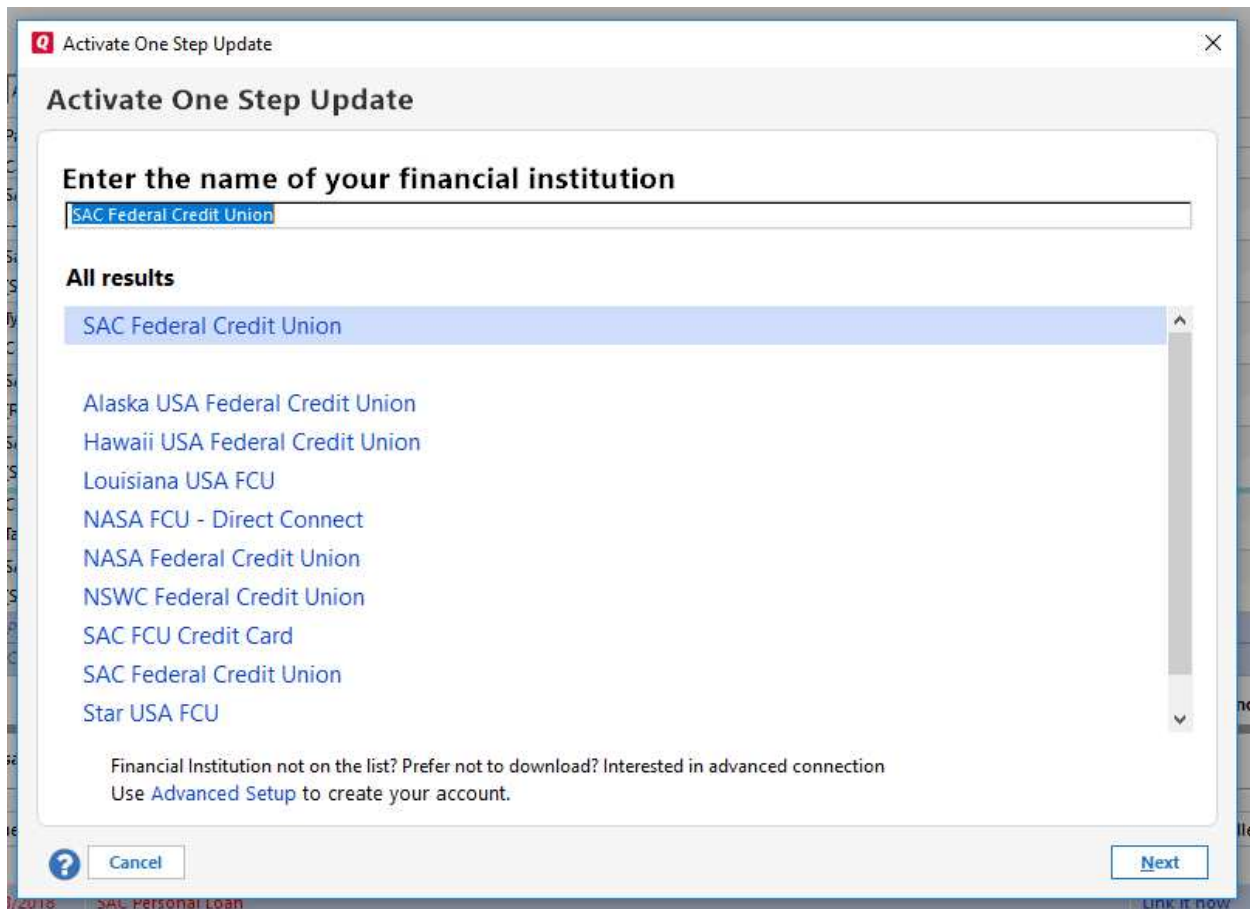 Activate One Step Update
Activate One Step Update
Enter the name of your financial institution
SAC Federal Credit Union
All results
SAC Federal Credit Union
Alaska USA Federal Credit Union
Hawaii USA Federal Credit Union
Louisiana USA FCU
NASA FCU - Direct Connect
NASA Federal Credit Union
NSWC Federal Credit Union
SAC FCU Credit Card
SAC Federal Credit Union
Star USA FCU
Financial Institution not on the list? Prefer not to download? Interested in advanced connection
Use Advanced Setup to create your account.
Cancel
Next
/2018 SAC Personal Loan Link it now